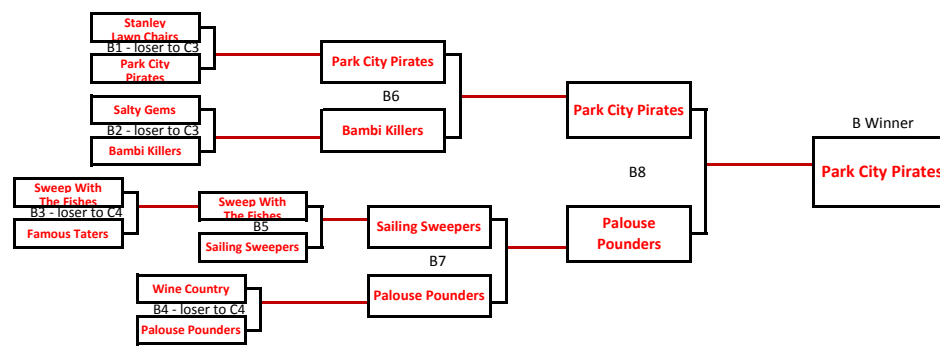 Stanley
Lawn Chairs
B1 - loser to C3
Park City
Pirates
Park City Pirates
B6
Salty Gems
B2 - loser to C3
Bambi Killers
Bambi Killers
Park City Pirates
B Winner
Park City Pirates
B8
Sweep With
The Fishes
B3 - loser to C4
Famous Taters
Sweep With
The Fishes
B5
Sailing Sweepers
Sailing Sweepers
B7
Palouse
Pounders
Wine Country
B4 - loser to C4
Palouse Pounders
Palouse Pounders